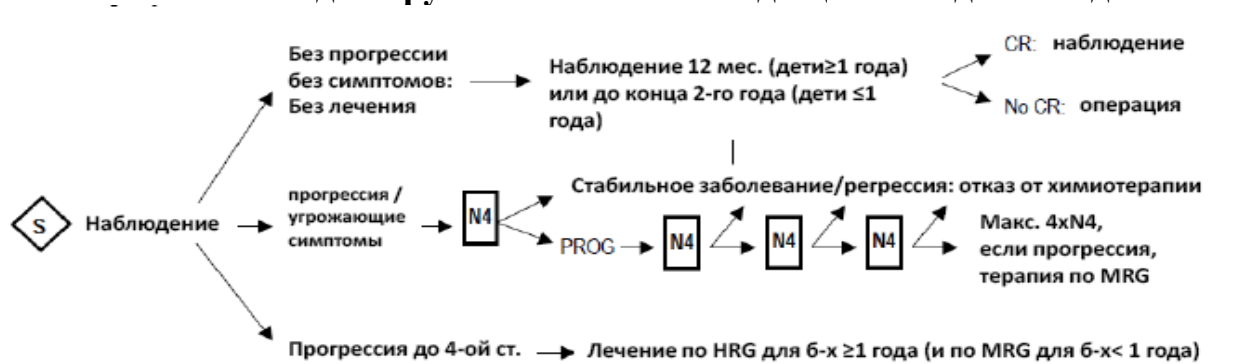 Без прогрессии
без симптомов:
Без лечения
Наблюдение 12 мес. (дети≥1 года)
или до конца 2-го года (дети ≤1
года)
CR: наблюдение
No CR: операция
S
Наблюдение
прогрессия /
угрожающие
симптомы
N4
Стабильное заболевание/регрессия: отказ от химиотерапии
PROG
N4
N4
N4
Макс. 4xN4,
если прогрессия,
терапия по MRG
Прогрессия до 4-ой ст.
Лечение по HRG для б-х ≥1 года (и по MRG для б-х< 1 года)